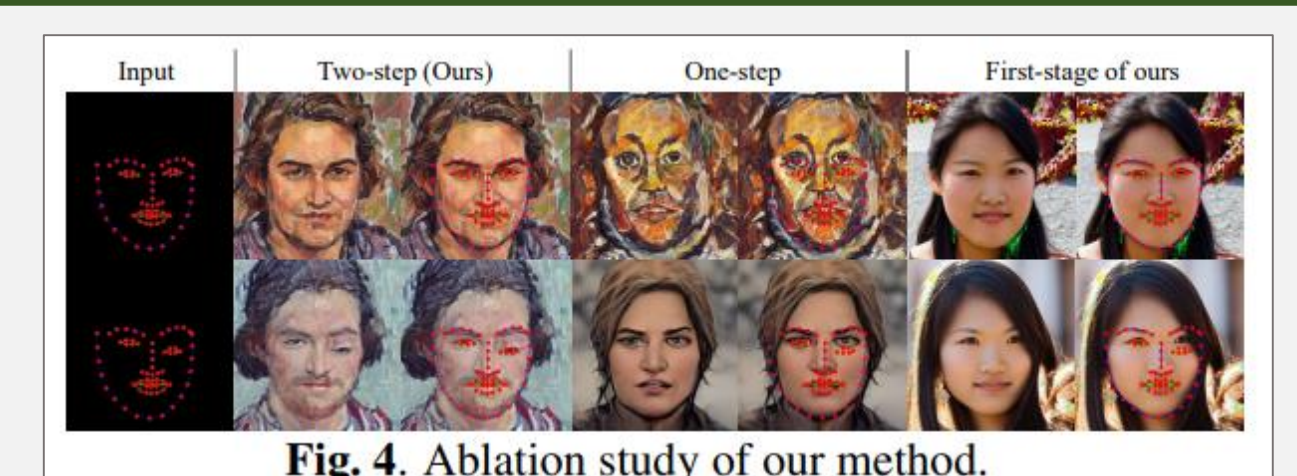 Input Two-step (Ours) One-step First-stage of ours
Fig. 4. Ablation study of our method.